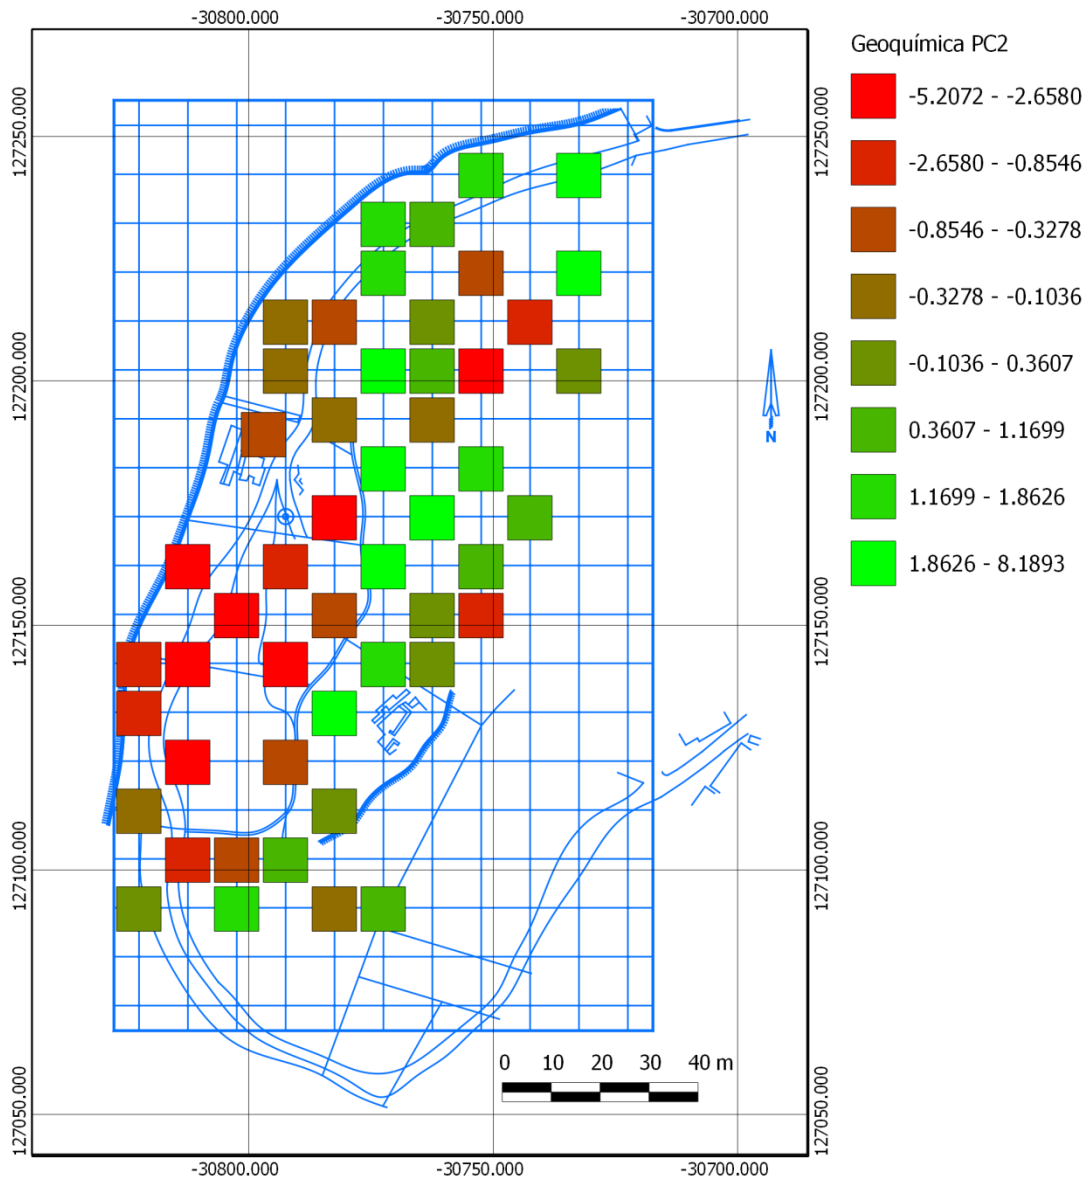 -30800.000 -30750.000 -30700.000
Geoquímica PC2
-5.2072 - -2.6580
-2.6580 - -0.8546
-0.8546 - -0.3278
-0.3278 - -0.1036
-0.1036 - 0.3607
0.3607 - 1.1699
1.1699 - 1.8626
1.8626 - 8.1893
127250.000 127250.000
127200.000 127200.000
N
127150.000 127150.000
127100.000 127100.000
0 10 20 30 40 m
127050.000 127050.000
-30800.000 -30750.000 -30700.000